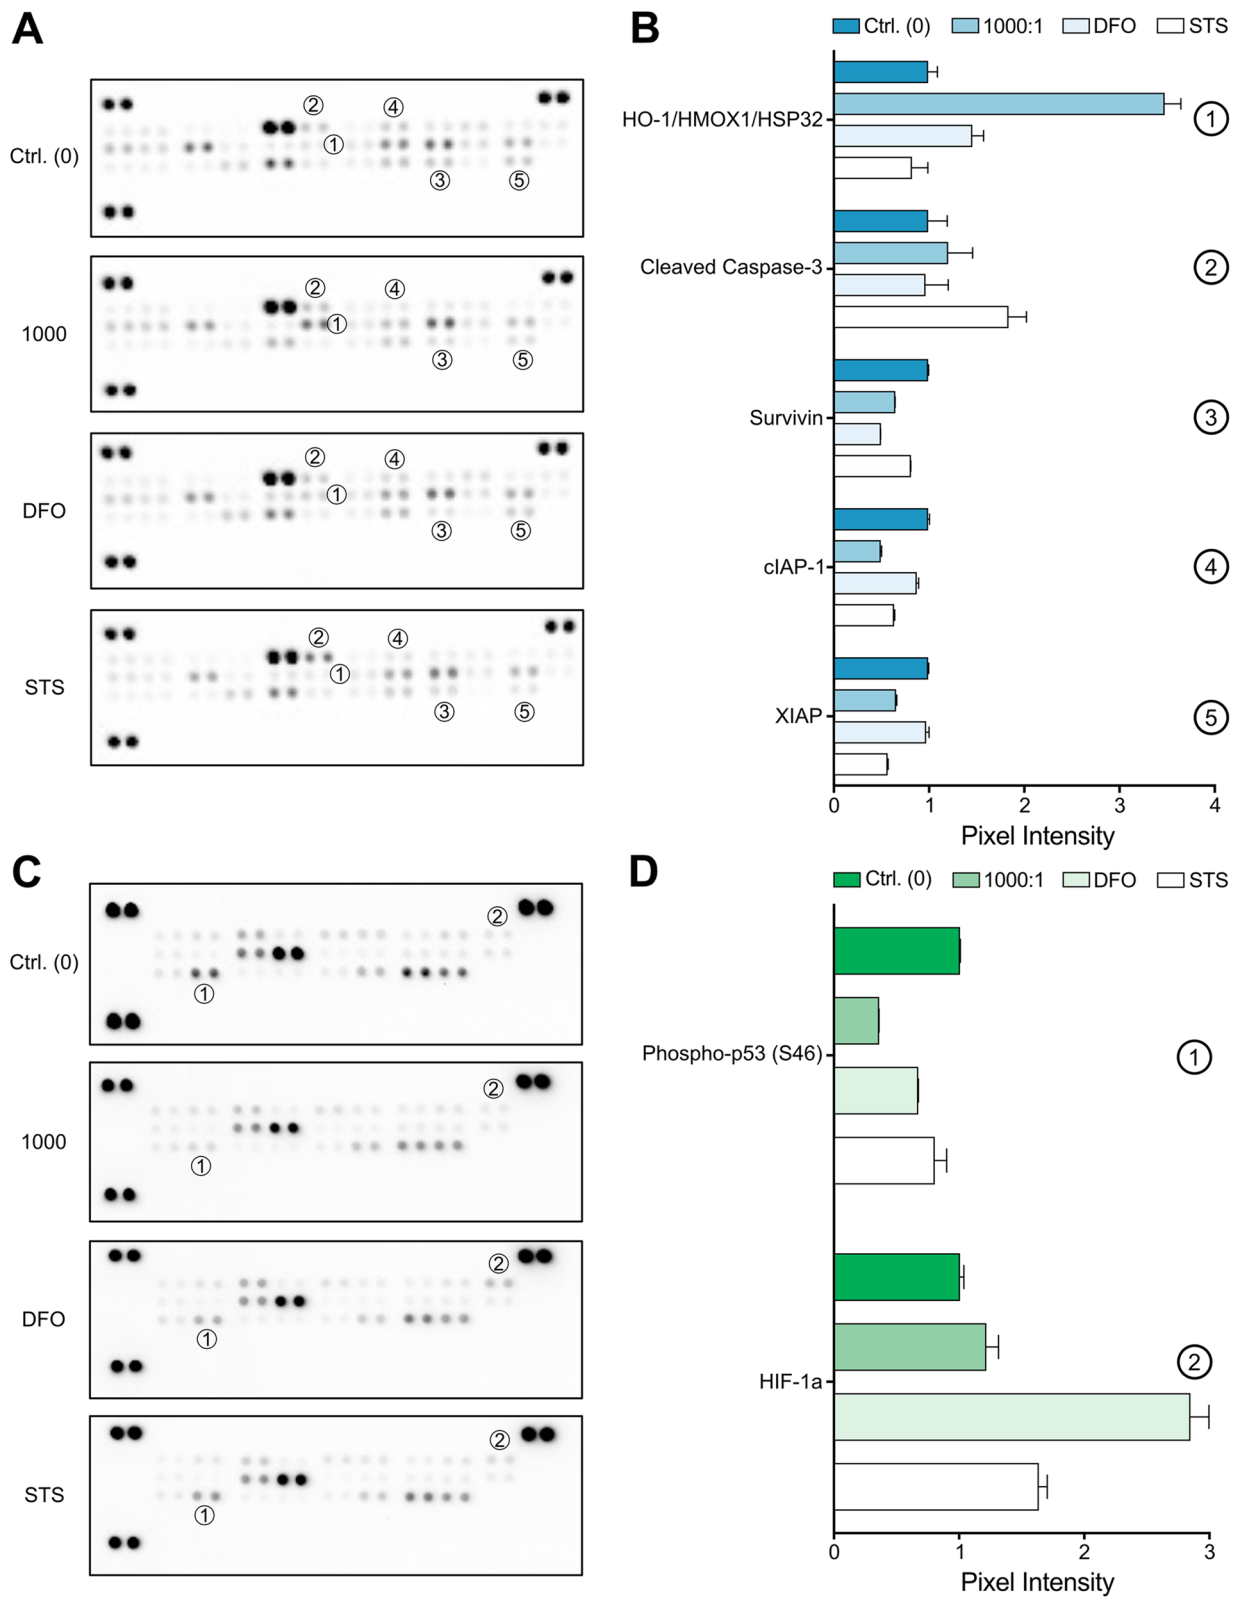 A
② ④
Ctrl. (0) ①
③ ⑤
② ④
1000 ①
③ ⑤
② ④
①
DFO ③ ⑤
② ④
STS ①
③ ⑤
B
Ctrl. (0) 1000:1 DFO STS
HO-1/HMOX1/HSP32 ①
Cleaved Caspase-3 ②
Survivin ③
cIAP-1 ④
XIAP ⑤
0 1 2 3 4
Pixel Intensity
C
②
Ctrl. (0)
①
②
1000
①
②
DFO
①
②
STS
①
D
Ctrl. (0) 1000:1 DFO STS
Phospho-p53 (S46) ①
HIF-1a ②
0 1 2 3
Pixel Intensity